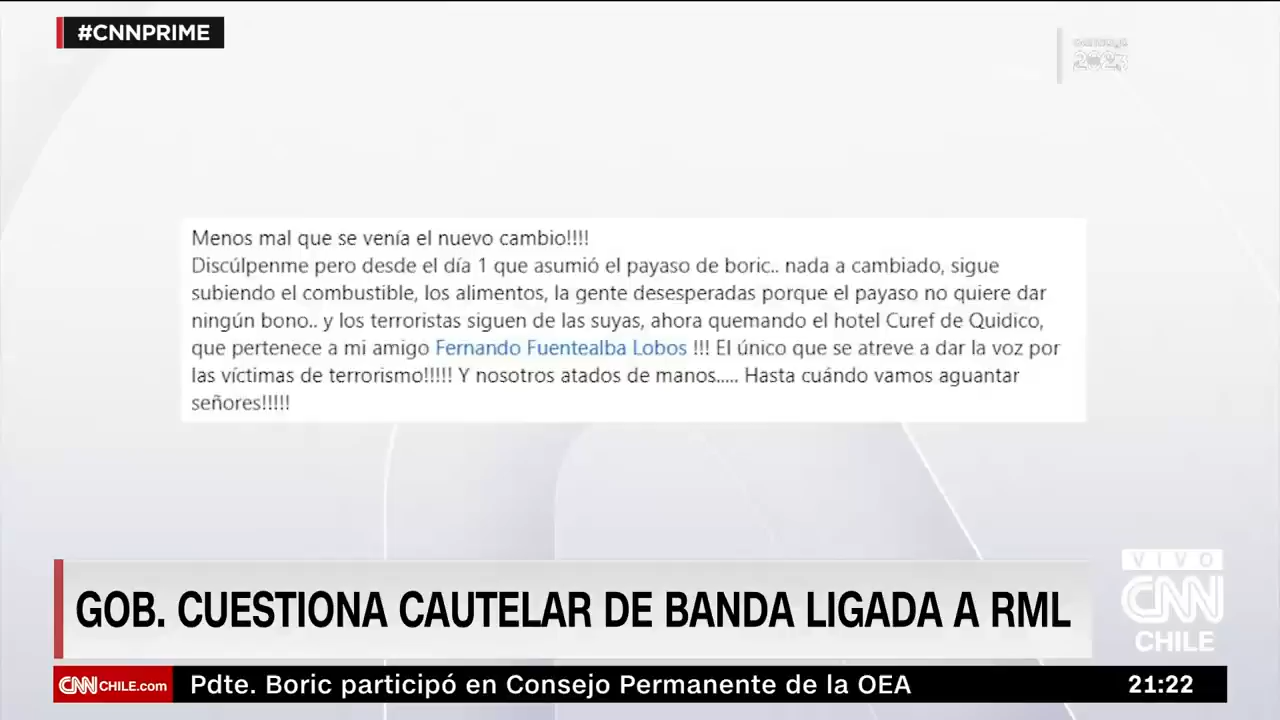 #CNNPRIME
2023
Menos mal que se venía el nuevo cambio!!!!
Discúlpenme pero desde el día 1 que asumió el payaso de boric.. nada a cambiado, sigue
subiendo el combustible, los alimentos, la gente desesperadas porque el payaso no quiere dar
ningún bono.. y los terroristas siguen de las suyas, ahora quemando el hotel Curef de Quidico,
que pertenece a mi amigo Fernando Fuentealba Lobos !!! El único que se atreve a dar la voz por
las víctimas de terrorismo!!!!! Y nosotros atados de manos..... Hasta cuándo vamos aguantar
señores!!!!!
GOB. CUESTIONA CAUTELAR DE BANDA LIGADA A RML
VIVO
CNN
CHILE
CNNCHILE.com Pdte. Boric participó en Consejo Permanente de la OEA 21:22